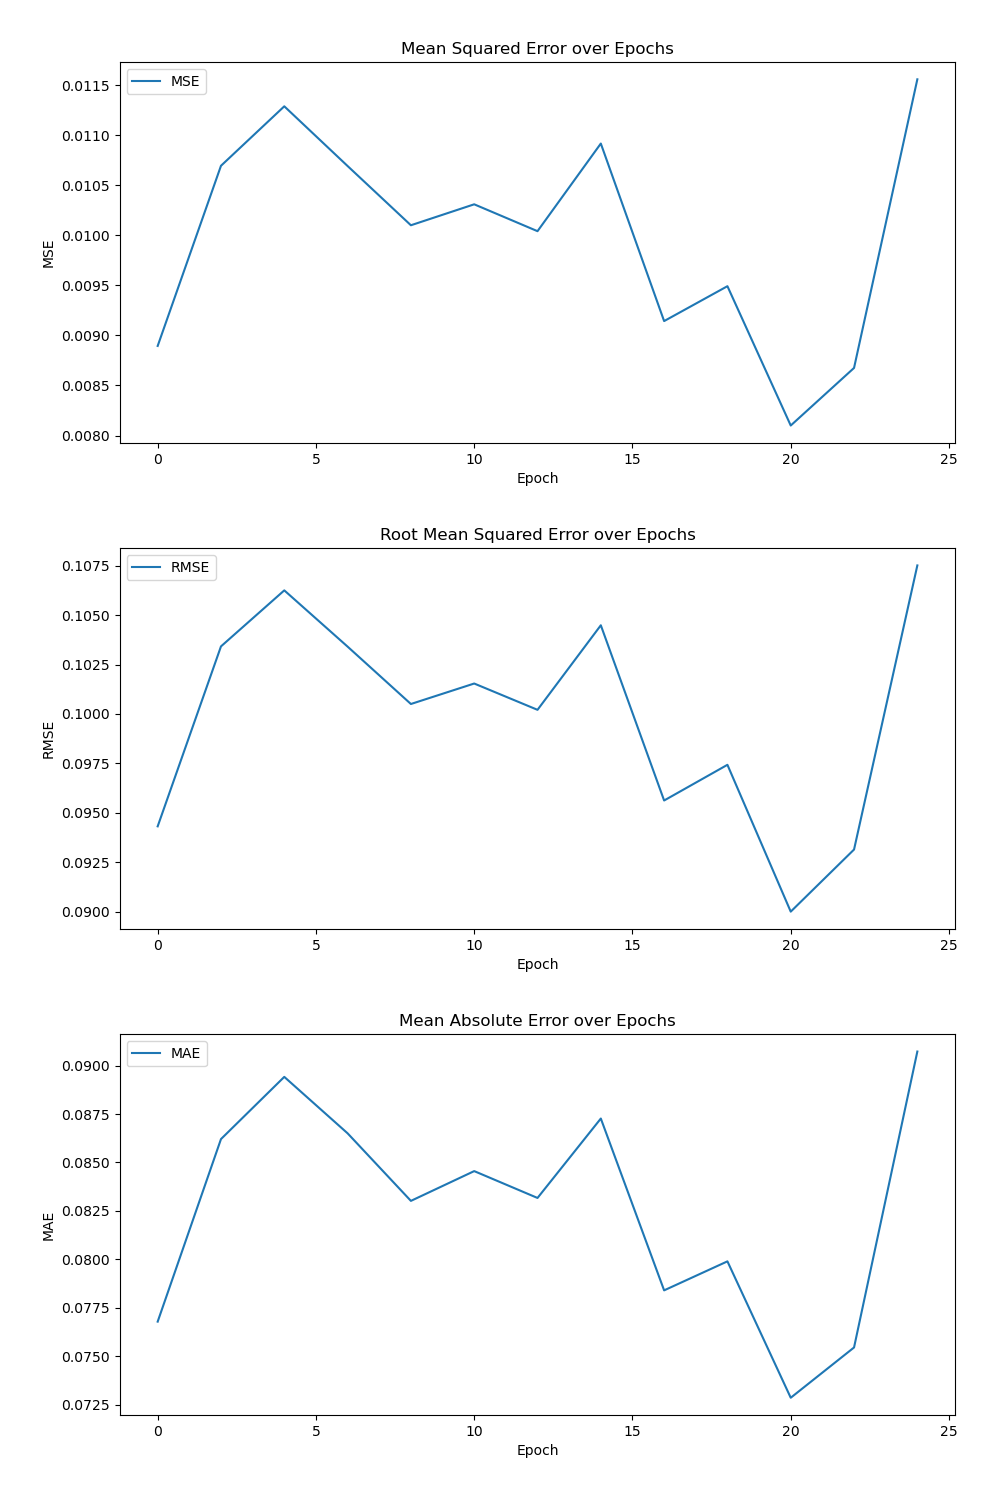 Mean Squared Error over Epochs
MSE
0.0115
0.0110
0.0105
0.0100
0.0095
0.0090
0.0085
0.0080
MSE
0 5 10 15 20 25
Epoch
Root Mean Squared Error over Epochs
RMSE
0.1075
0.1050
0.1025
0.1000
0.0975
0.0950
0.0925
0.0900
RMSE
0 5 10 15 20 25
Epoch
Mean Absolute Error over Epochs
MAE
0.0900
0.0875
0.0850
0.0825
0.0800
0.0775
0.0750
0.0725
MAE
0 5 10 15 20 25
Epoch